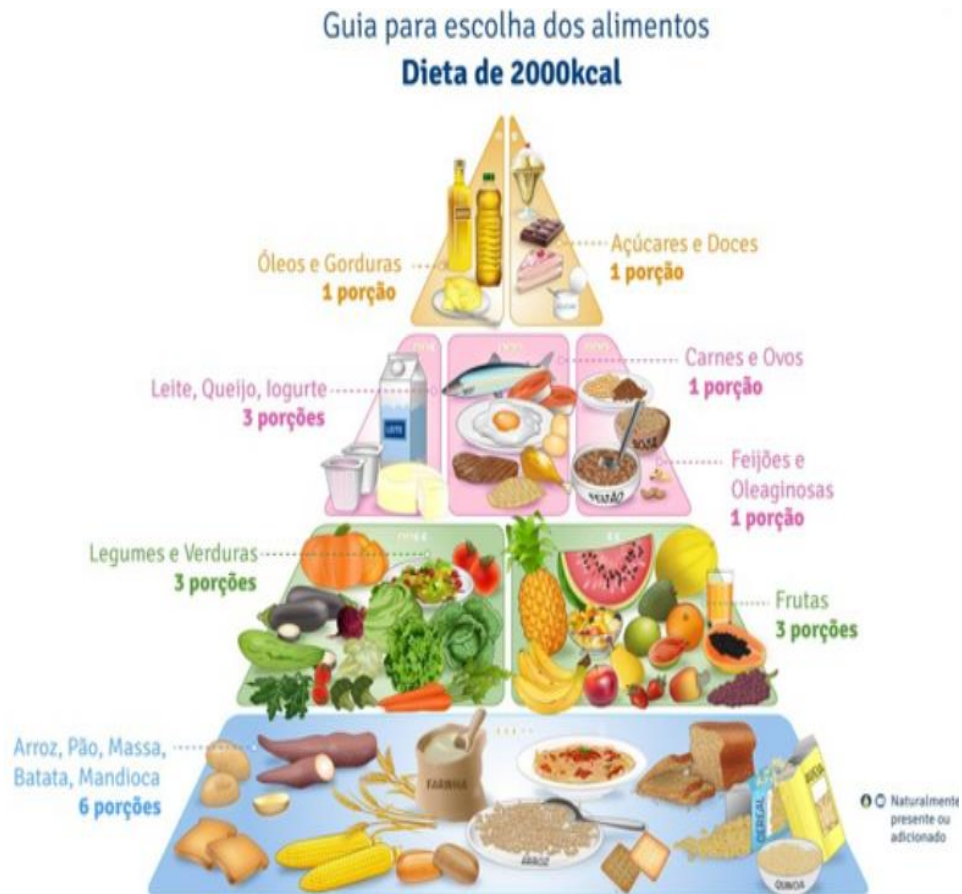 Guia para escolha dos alimentos
Dieta de 2000kcal
Óleos e Gorduras
1 porção
Açúcares e Doces
1 porção
Leite, Queijo, Iogurte
3 porções
LEITE
Carnes e Ovos
1 porção
SOJA
FEIJÃO
Feijões e
Oleaginosas
1 porção
Legumes e Verduras
3 porções
Frutas
3 porções
Arroz, Pão, Massa,
Batata, Mandioca
6 porções
FARINHA
ARROZ
CEREAL
AVEIA
QUINOA
Naturalmente
presente ou
adicionado